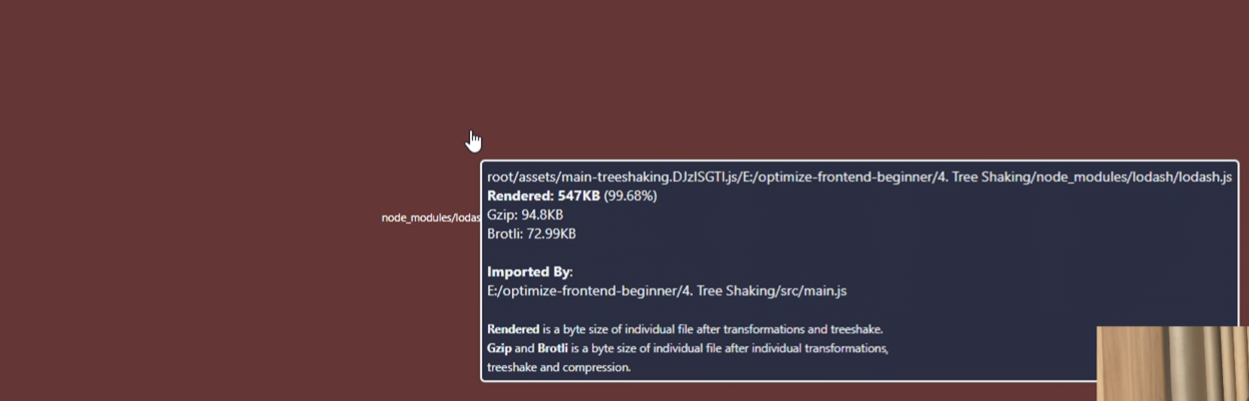 root/assets/main-treeshaking.DJzISGTI.js/E:/optimize-frontend-beginner/4. Tree Shaking/node_modules/lodash/lodash.js
Rendered: 547KB (99.68%)
node_modules/lodas
Gzip: 94.8KB
Brotli: 72.99KB
Imported By:
E:/optimize-frontend-beginner/4. Tree Shaking/src/main.js
Rendered is a byte size of individual file after transformations and treeshake.
Gzip and Brotli is a byte size of individual file after individual transformations,
treeshake and compression.